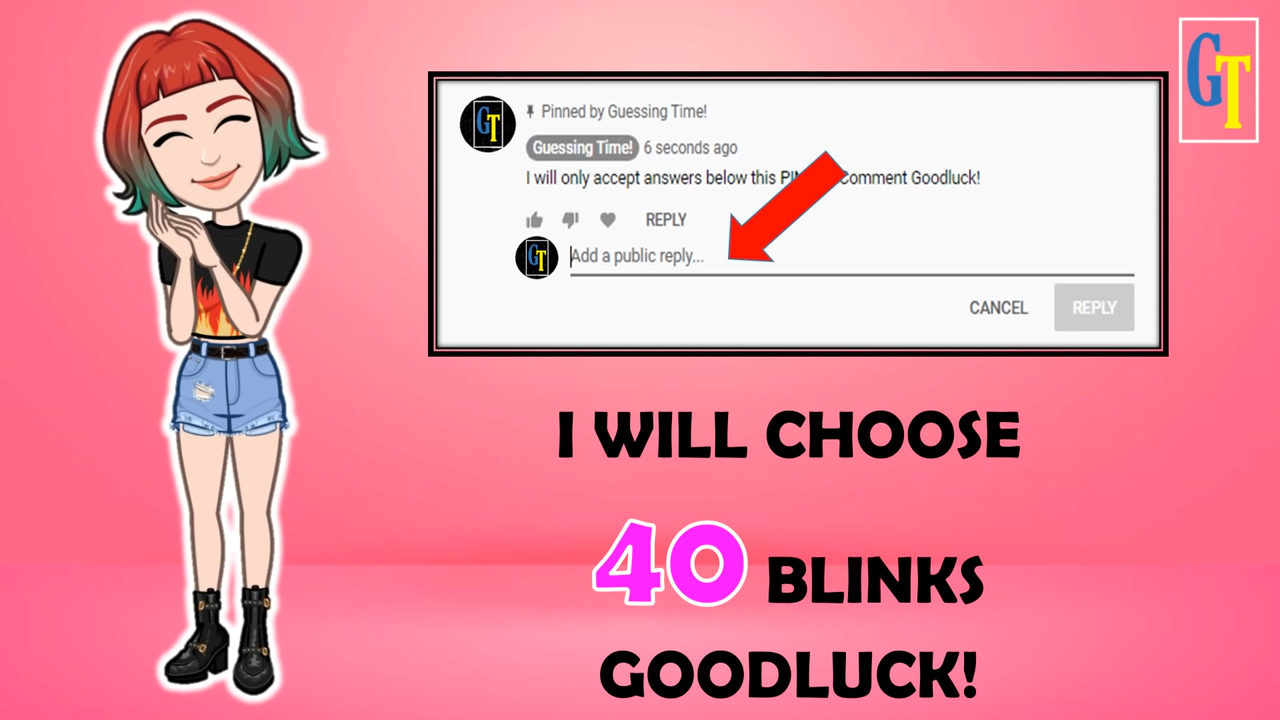 GT
GT
Pinned by Guessing Time!
Guessing Time! 6 seconds ago
I will only accept answers below this Comment Goodluck!
REPLY
GT
Add a public reply...
CANCEL
REPLY
I WILL CHOOSE
40 BLINKS
GOODLUCK!